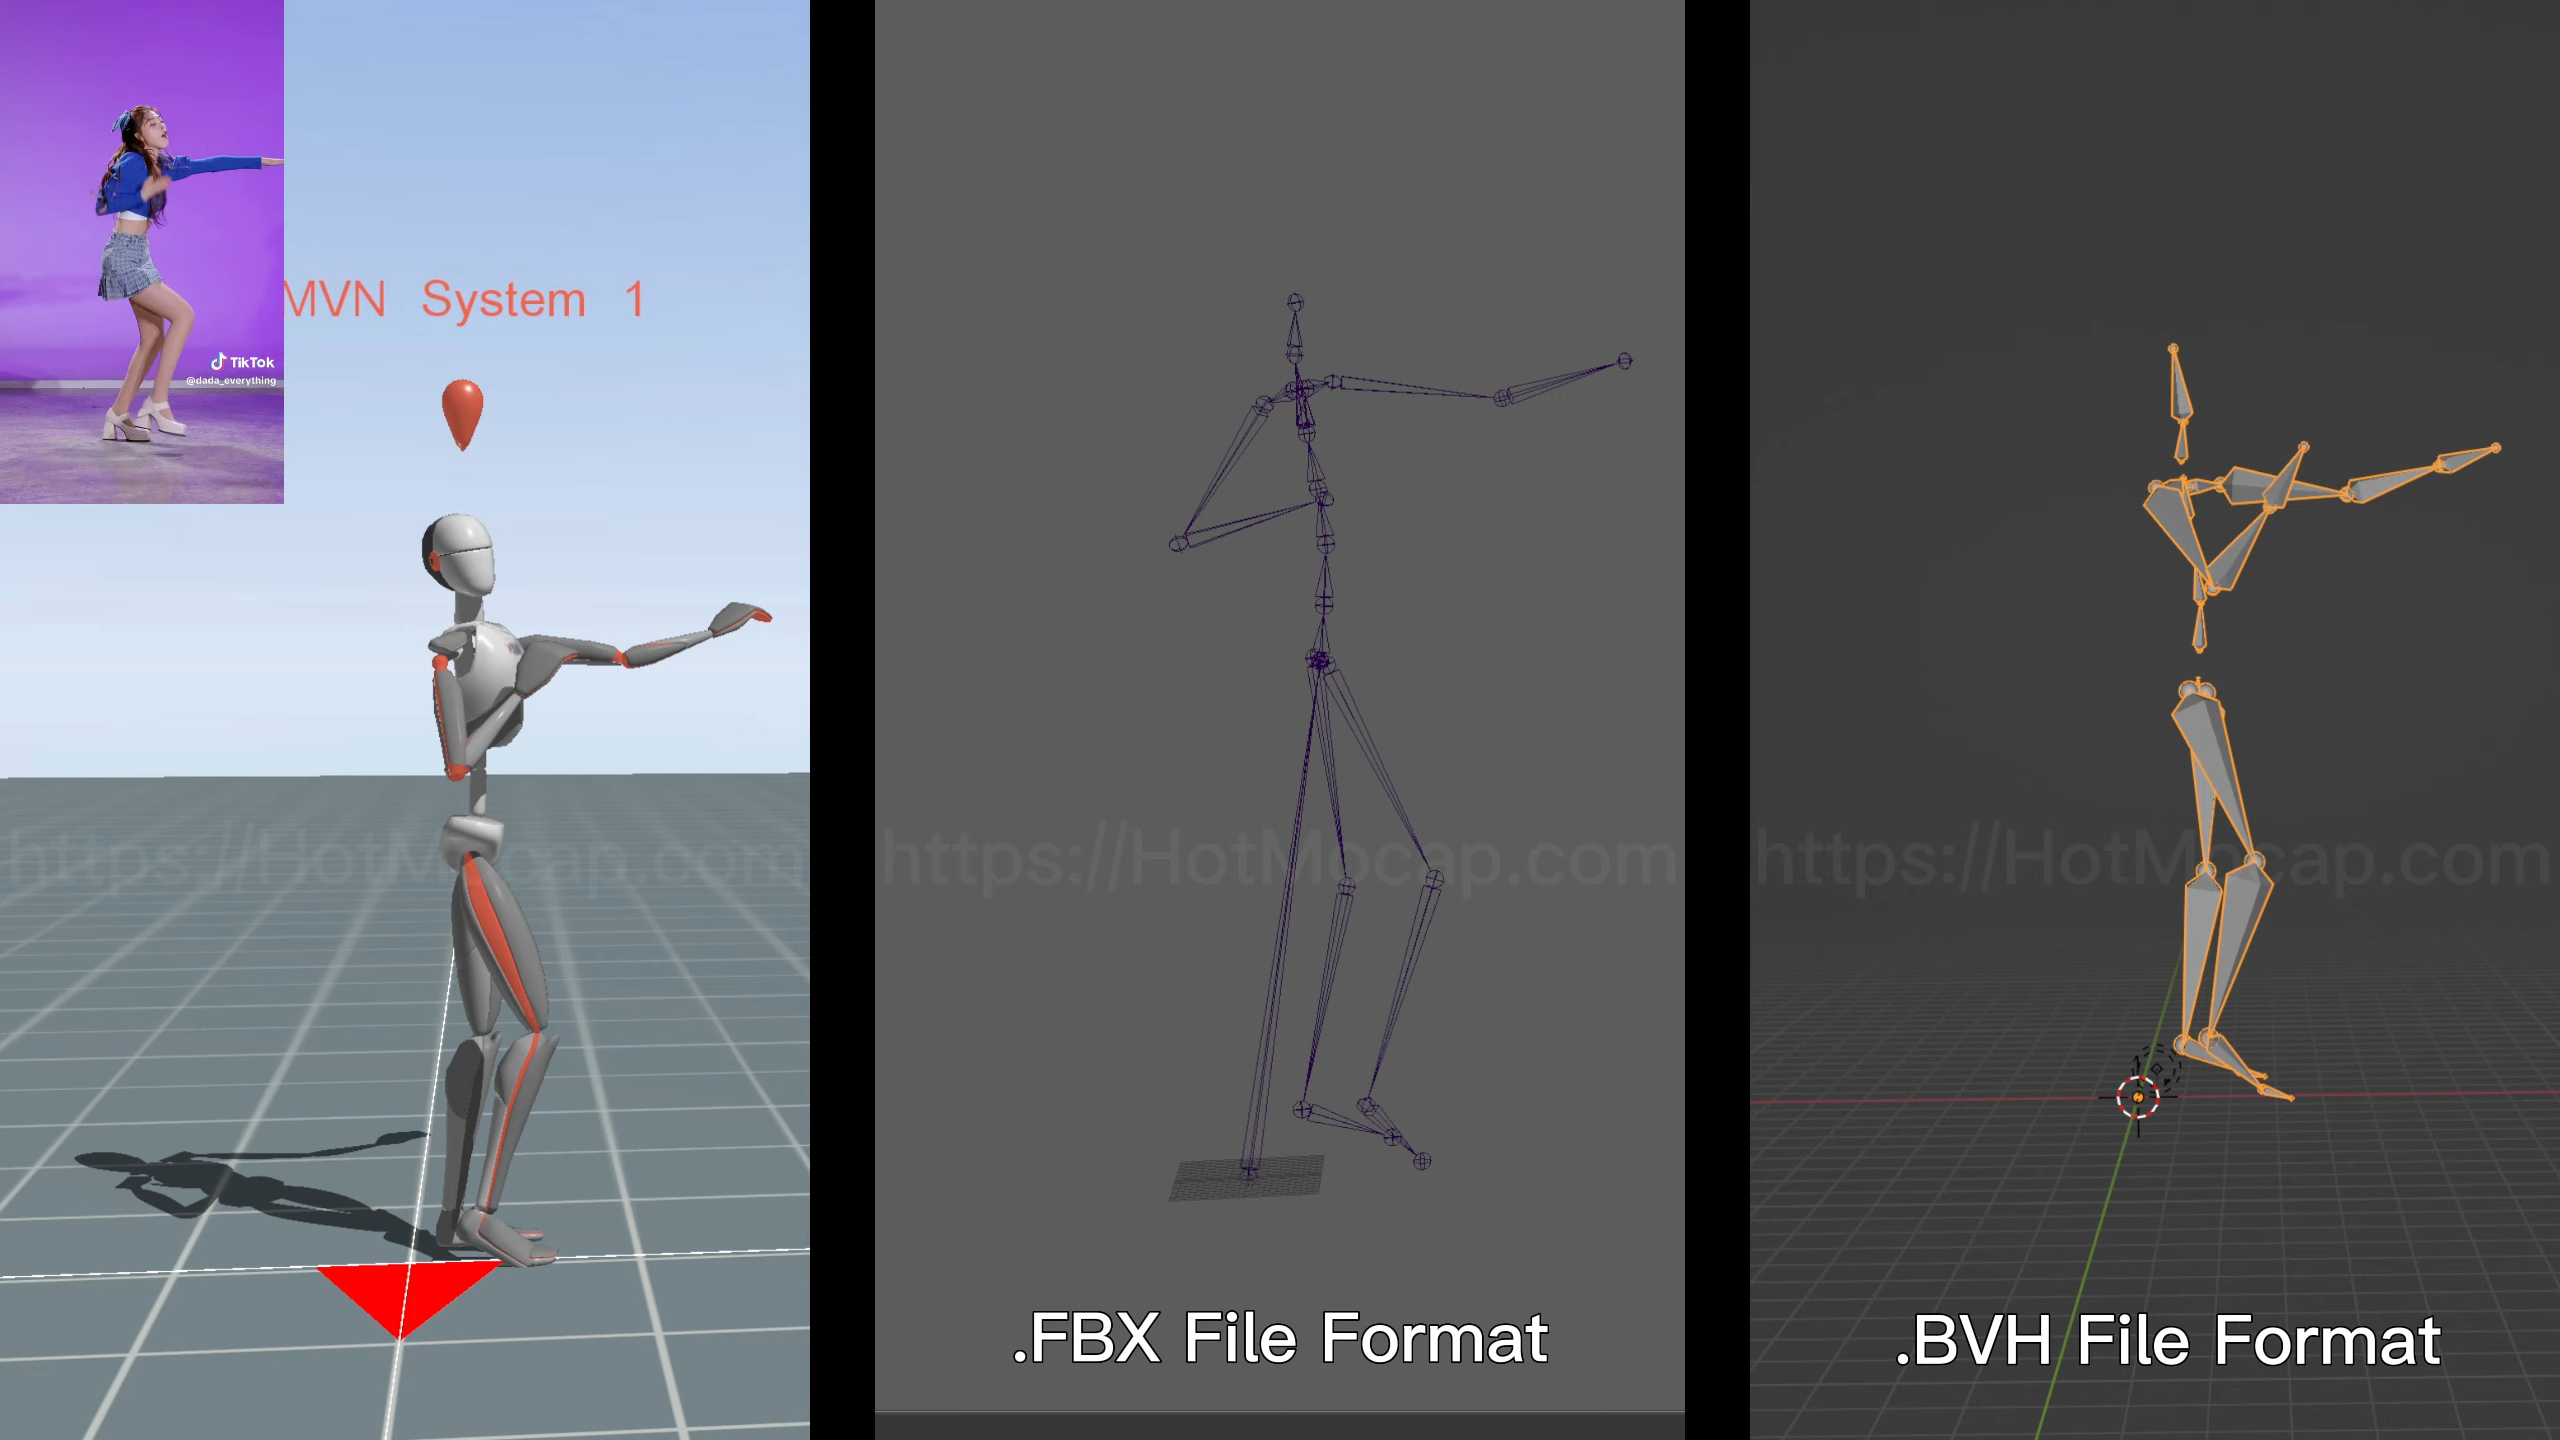 TikTok
@dada_everything
MVN System 1
https://HotMocap.com
https://HotMocap.com
https://HotMocap.com
.FBX File Format
.BVH File Format